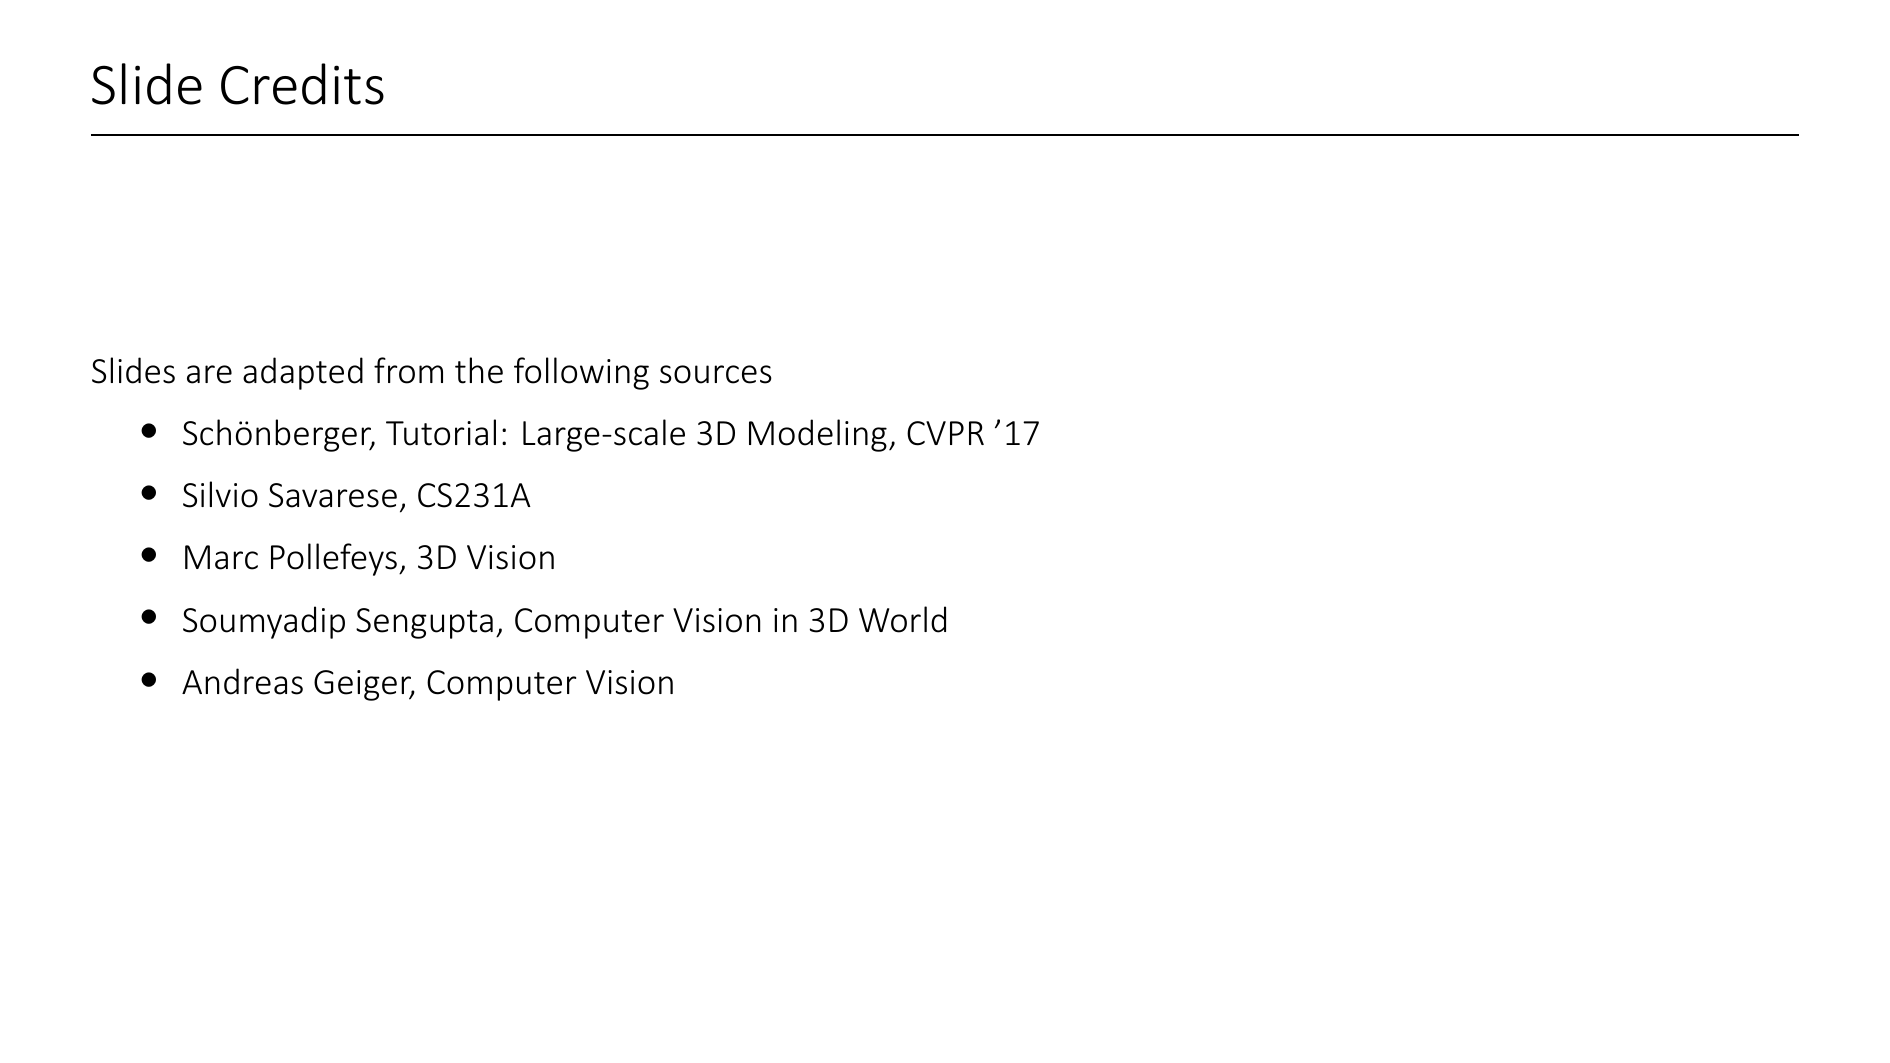 Slide Credits
Slides are adapted from the following sources
• Schönberger, Tutorial: Large-scale 3D Modeling, CVPR ’17
• Silvio Savarese, CS231A
• Marc Pollefeys, 3D Vision
• Soumyadip Sengupta, Computer Vision in 3D World
• Andreas Geiger, Computer Vision